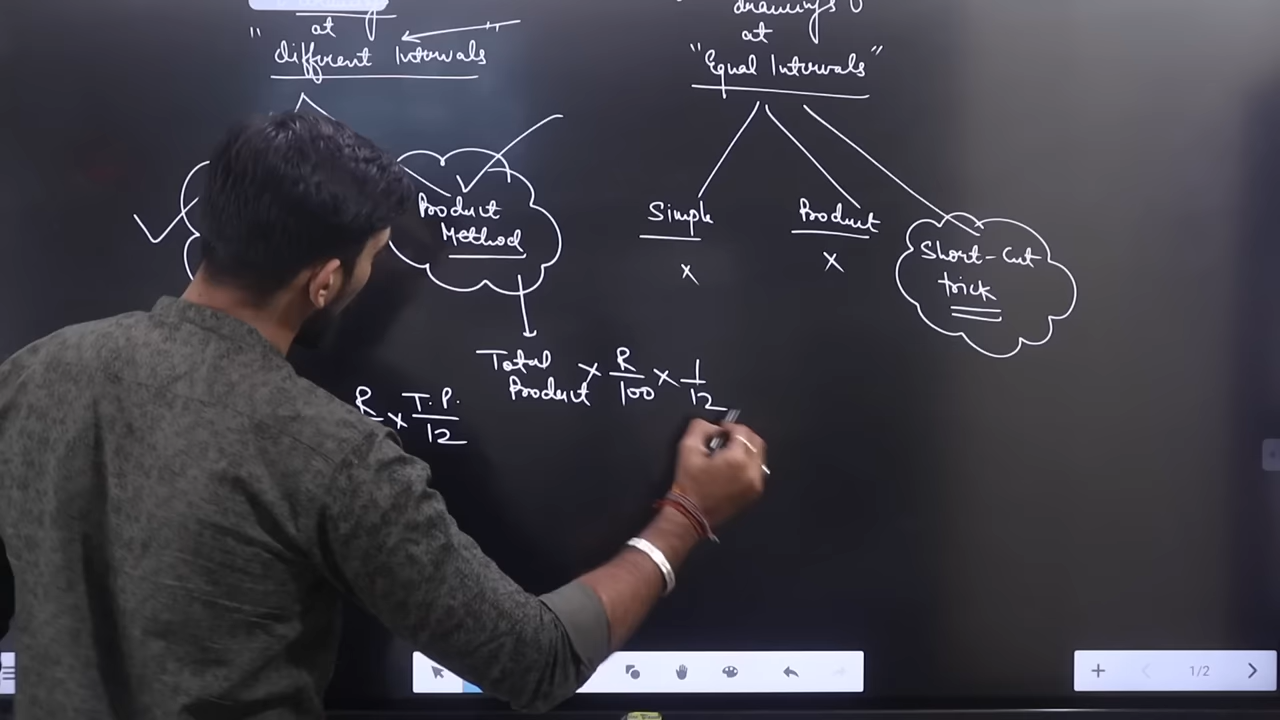 at
" different Intervals
"
Product
Method
Total
Product × R/100 × 1/12
R × T.P./12
drawings
at
"Equal Intervals"
Simple
×
Product
×
Short-Cut
trick
1/2